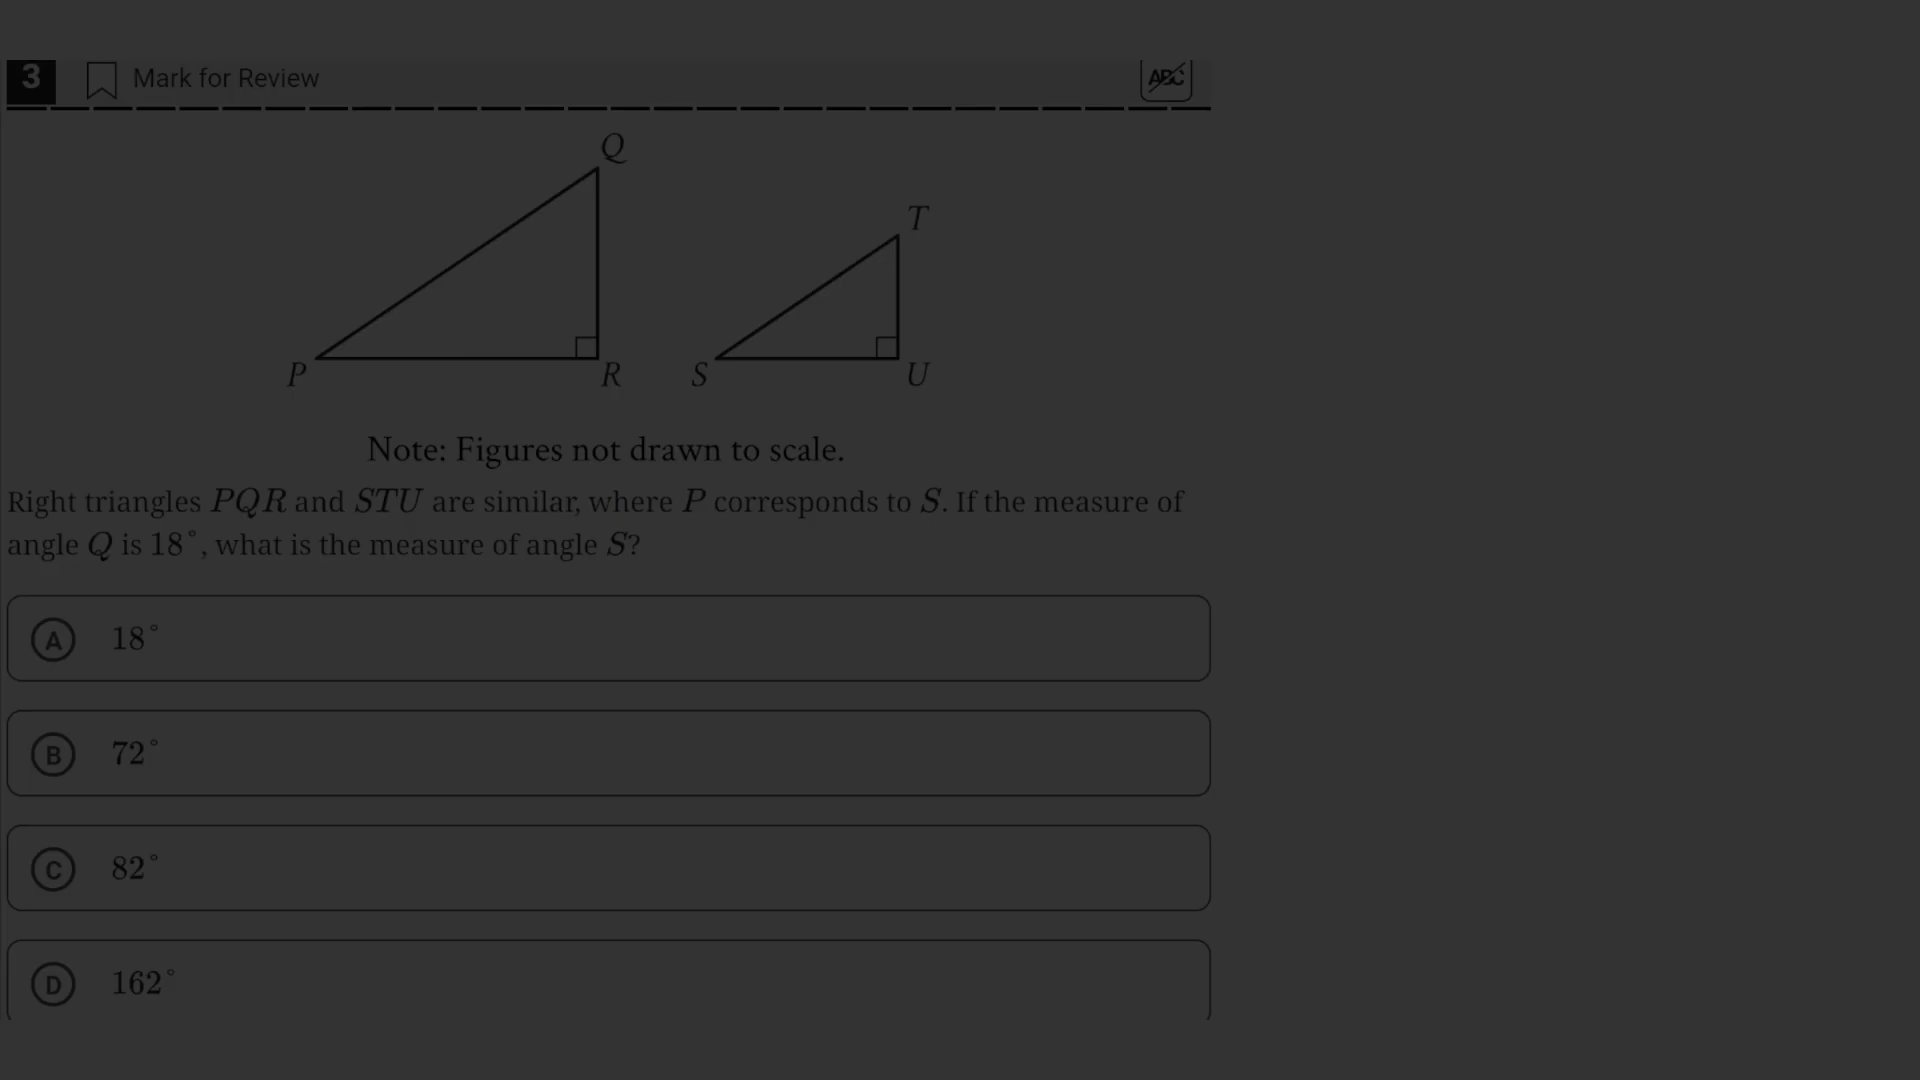 3 Mark for Review ABC
Q
T
P R S U
Note: Figures not drawn to scale.
Right triangles PQR and STU are similar, where P corresponds to S. If the measure of
angle Q is 18°, what is the measure of angle S?
A 18°
B 72°
C 82°
D 162°